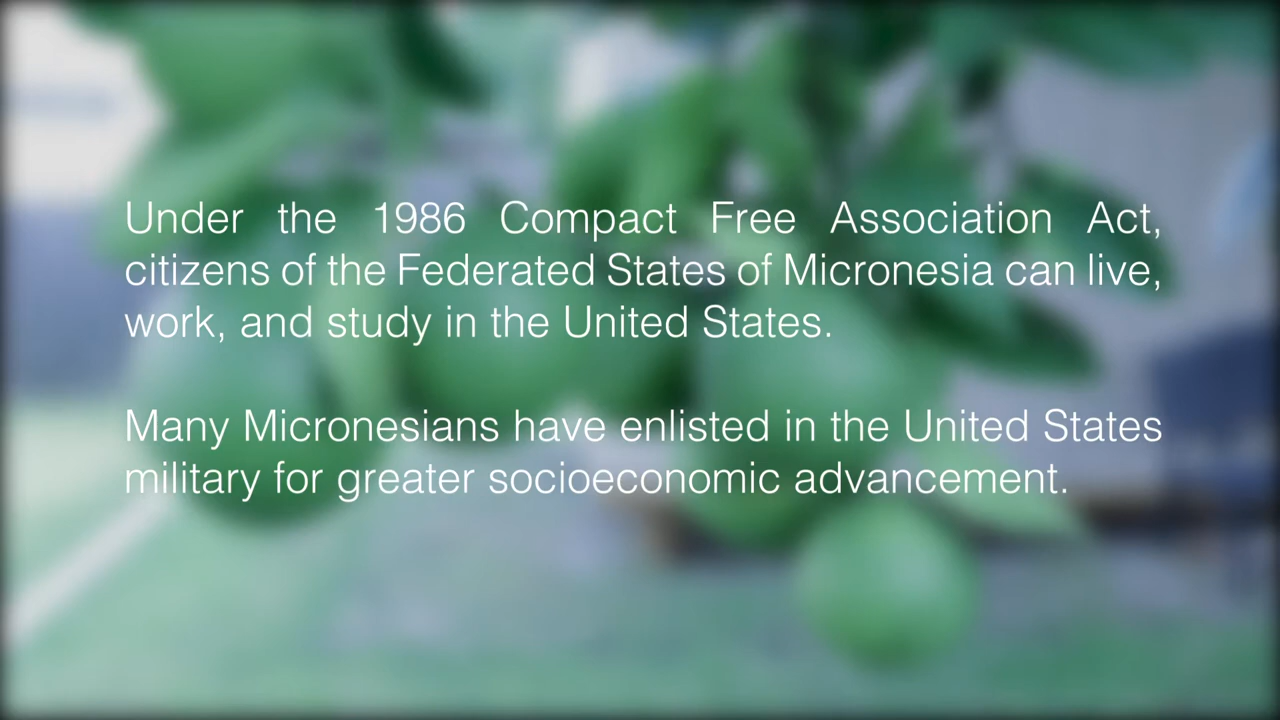 Under the 1986 Compact Free Association Act,
citizens of the Federated States of Micronesia can live,
work, and study in the United States.
Many Micronesians have enlisted in the United States
military for greater socioeconomic advancement.